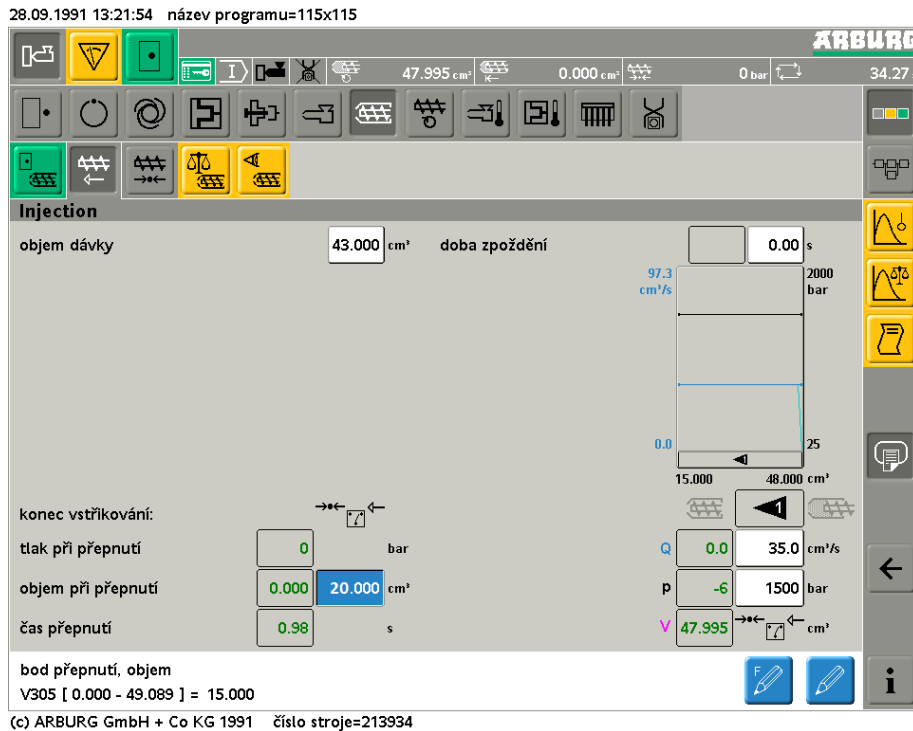 28.09.1991 13:21:54 název programu=115x115
ARBURG
47.995 cm³ 0.000 cm³ 0 bar 34.27
Injection
objem dávky 43.000 cm³ doba zpoždění 0.00 s
97.3 2000
cm³/s bar
0.0 25
15.000 48.000 cm³
konec vstřikování: 1
tlak při přepnutí 0 bar Q 0.0 35.0 cm³/s
objem při přepnutí 0.000 20.000 cm³ p -6 1500 bar
čas přepnutí 0.98 s V 47.995 cm³
bod přepnutí, objem
V305 [ 0.000 - 49.089 ] = 15.000
F
i
(c) ARBURG GmbH + Co KG 1991 číslo stroje=213934